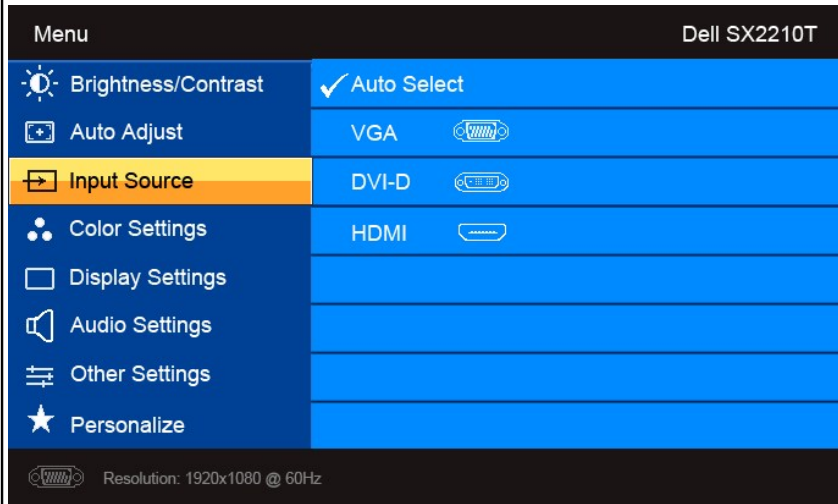 Menu Dell SX2210T
Brightness/Contrast
Auto Adjust
Input Source
Color Settings
Display Settings
Audio Settings
Other Settings
Personalize
Auto Select
VGA
DVI-D
HDMI
Resolution: 1920x1080 @ 60Hz